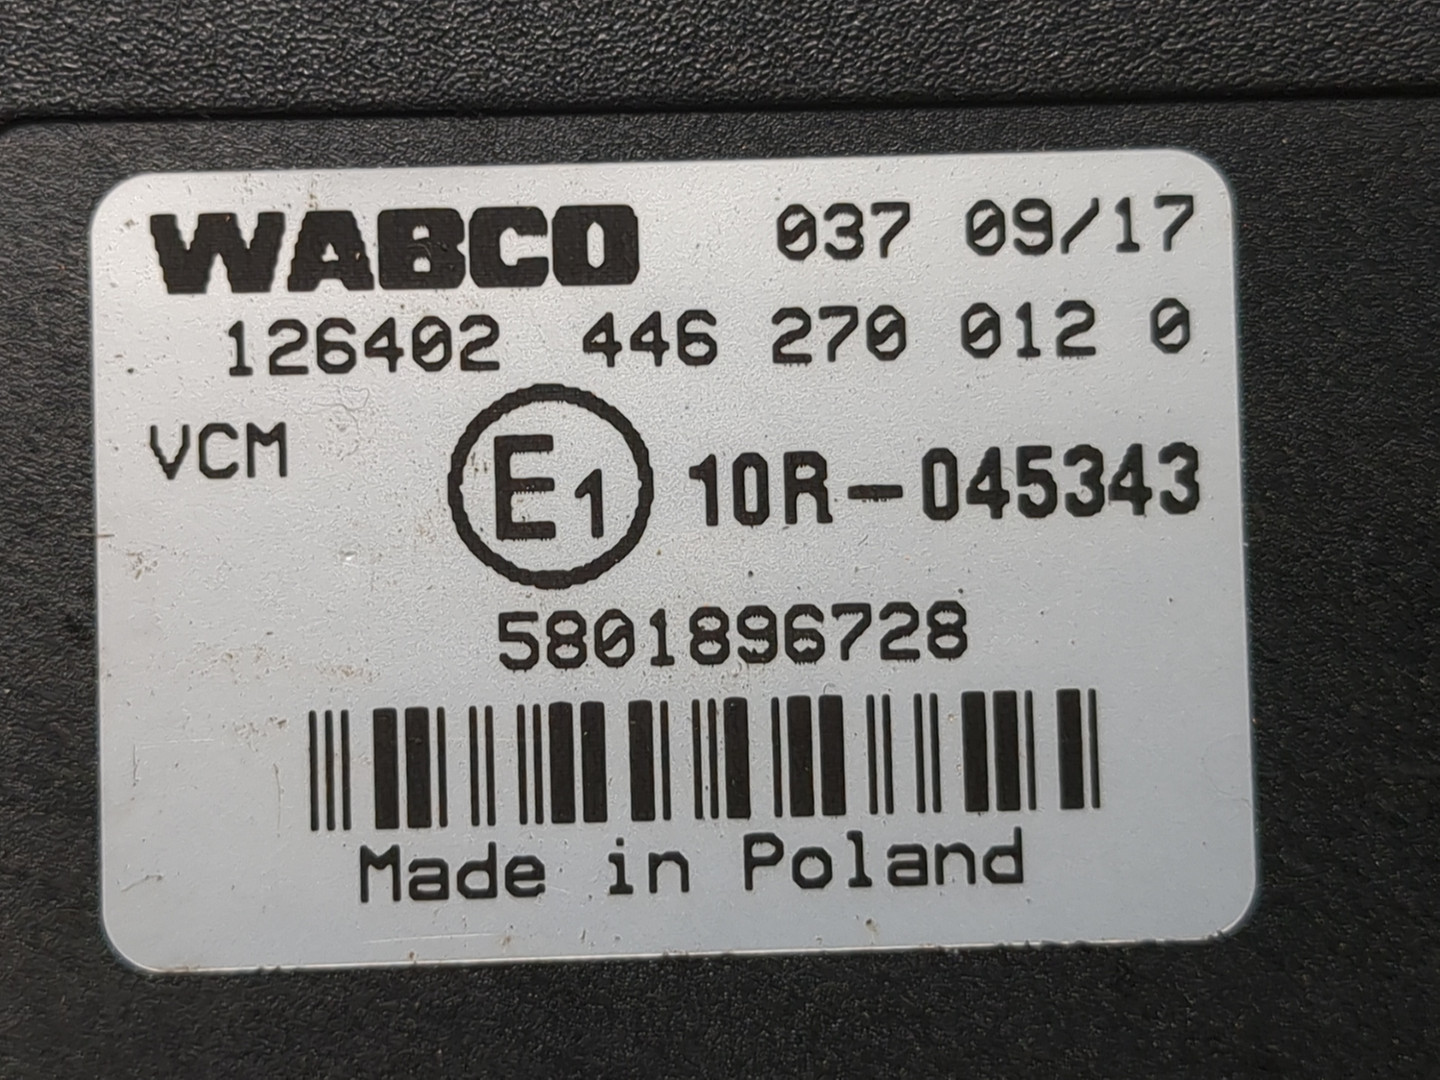 WABCO 037 09/17
126402 446 270 012 0
VCM E1 10R-045343
5801896728
Made in Poland